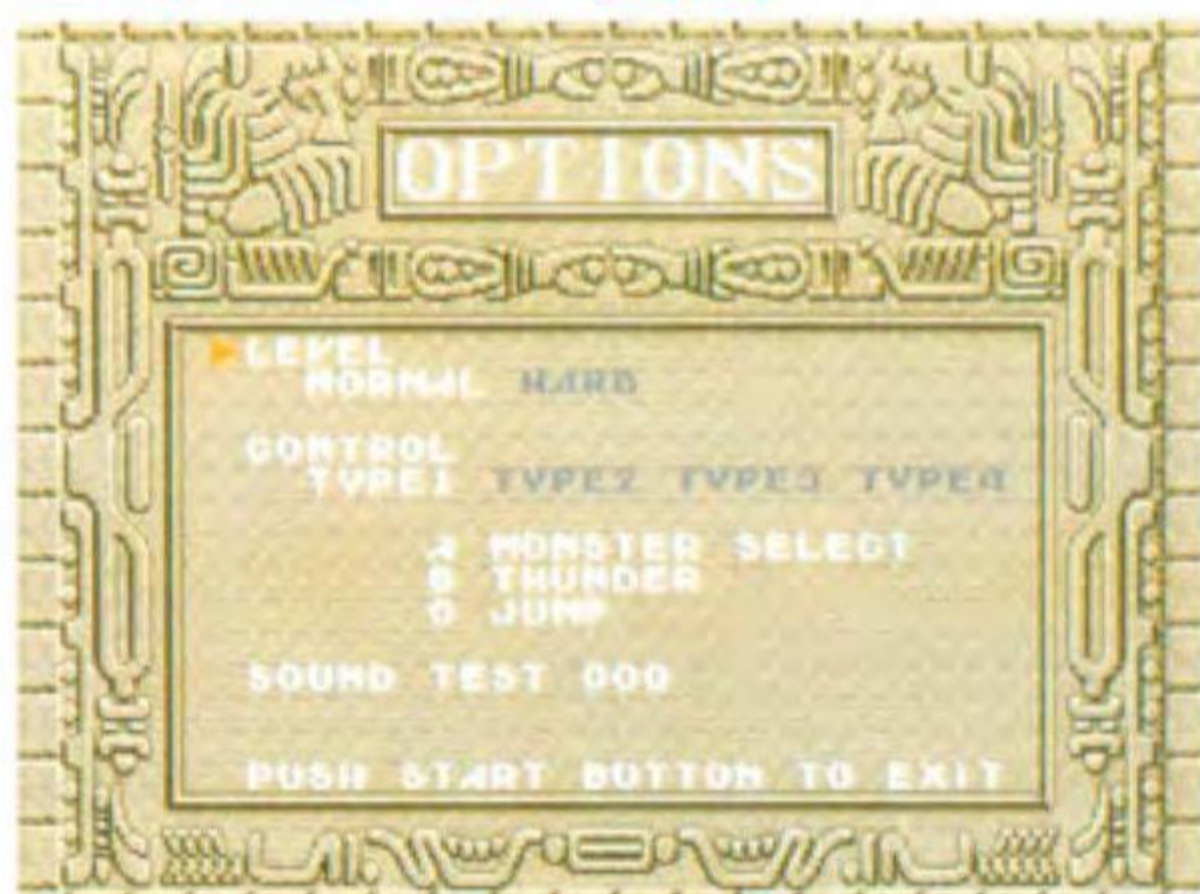 OPTIONS
LEVEL
NORMAL HARD
CONTROL
TYPE1 TYPE2 TYPE3 TYPE4
A MONSTER SELECT
B THUNDER
C JUMP
SOUND TEST 000
PUSH START BUTTON TO EXIT